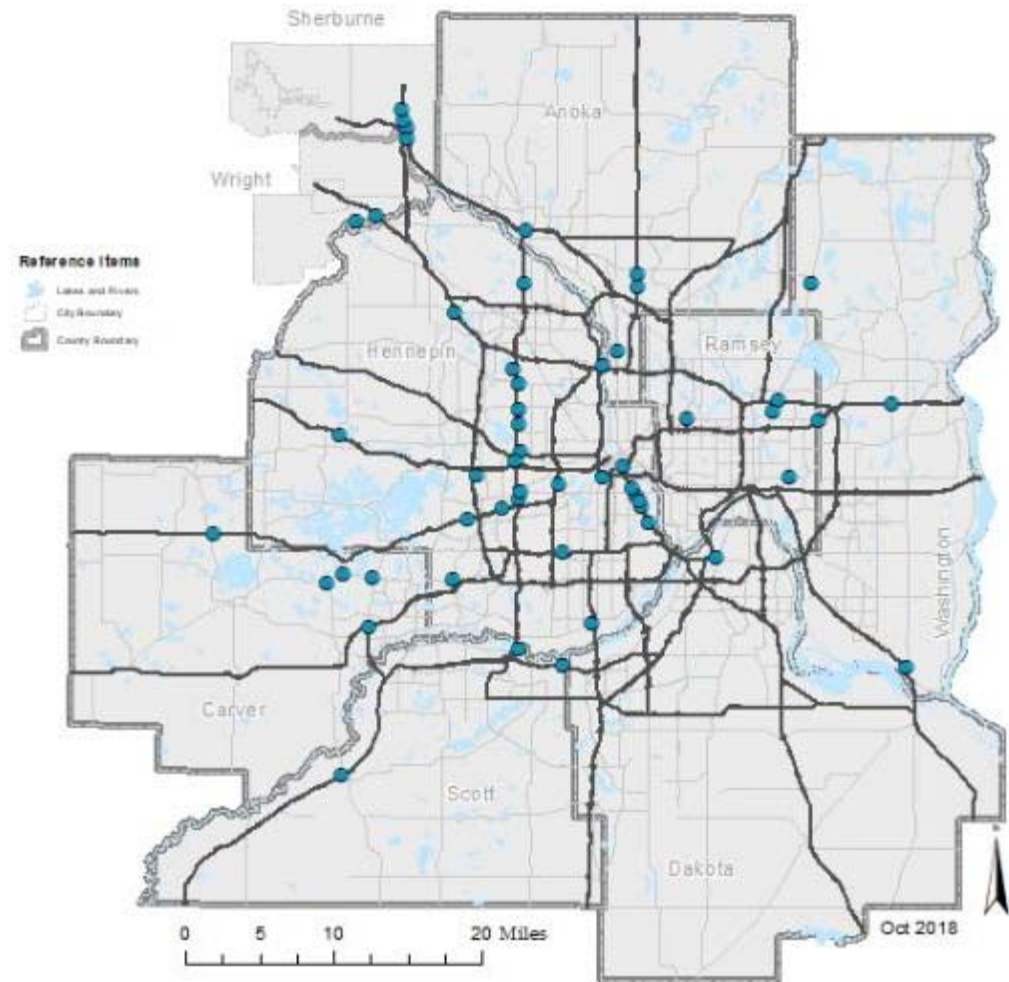 Sherburne
Anoka
Wright
Reference Items
Lakes and Rivers
City Boundary
County Boundary
Hennepin
Ramsey
Washington
Carver
Scott
Dakota
Oct 2018
0 5 10 20 Miles